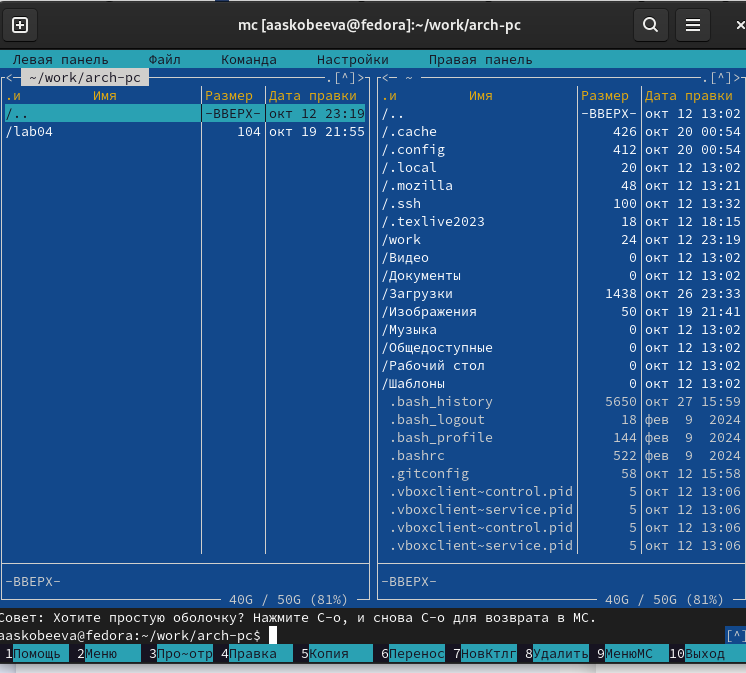 mc [aaskobeeva@fedora]:~/work/arch-pc
Левая панель Файл Команда Настройки Правая панель
<─ ~/work/arch-pc .[^]>
.и Имя Размер Дата правки
/.. -ВВЕРХ- окт 12 23:19
/lab04 104 окт 19 21:55
-ВВЕРХ-
40G / 50G (81%)
<─ ~ .[^]>
.и Имя Размер Дата правки
/.. -ВВЕРХ- окт 12 13:02
/.cache 426 окт 20 00:54
/.config 412 окт 20 00:54
/.local 20 окт 12 13:02
/.mozilla 48 окт 12 13:21
/.ssh 100 окт 12 13:32
/.texlive2023 18 окт 12 18:15
/work 24 окт 12 23:19
/Видео 0 окт 12 13:02
/Документы 0 окт 12 13:02
/Загрузки 1438 окт 26 23:33
/Изображения 50 окт 19 21:41
/Музыка 0 окт 12 13:02
/Общедоступные 0 окт 12 13:02
/Рабочий стол 0 окт 12 13:02
/Шаблоны 0 окт 12 13:02
.bash_history 5650 окт 27 15:59
.bash_logout 18 фев 9 2024
.bash_profile 144 фев 9 2024
.bashrc 522 фев 9 2024
.gitconfig 58 окт 12 15:58
.vboxclient~control.pid 5 окт 12 13:06
.vboxclient~service.pid 5 окт 12 13:06
.vboxclient~control.pid 5 окт 12 13:06
.vboxclient~service.pid 5 окт 12 13:06
-ВВЕРХ-
40G / 50G (81%)
Совет: Хотите простую оболочку? Нажмите C-o, и снова C-o для возврата в MC.
aaskobeeva@fedora:~/work/arch-pc$ [^]
1Помощь 2Меню 3Про~отр 4Правка 5Копия 6Перенос 7НовКтлг 8Удалить 9МенюMC 10Выход